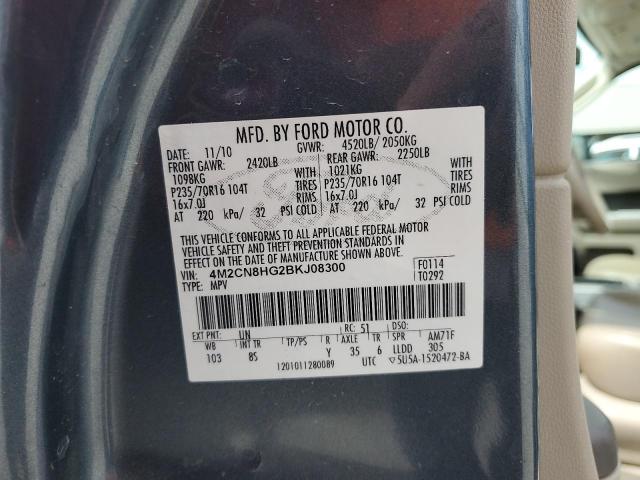 MFD. BY FORD MOTOR CO.
DATE: 11/10 GVWR: 4520LB/ 2050KG
FRONT GAWR: 2420LB REAR GAWR: 2250LB
1098KG WITH 1021KG WITH
P235/70R16 104T TIRES P235/70R16 104T TIRES
16x7.0J RIMS 16x7.0J RIMS
AT 220 kPa/ 32 PSI COLD AT 220 kPa/ 32 PSI COLD
THIS VEHICLE CONFORMS TO ALL APPLICABLE FEDERAL MOTOR
VEHICLE SAFETY AND THEFT PREVENTION STANDARDS IN
EFFECT ON THE DATE OF MANUFACTURE SHOWN ABOVE.
VIN: 4M2CN8HG2BKJ08300 F0114
TYPE: MPV T0292
EXT PNT: UN RC: 51 DSO:
WB INT TR TP/PS R AXLE TR SPR AM71F
103 8S Y 35 6 LLDD 305
1201011280089 UTC 5U5A-1520472-BA